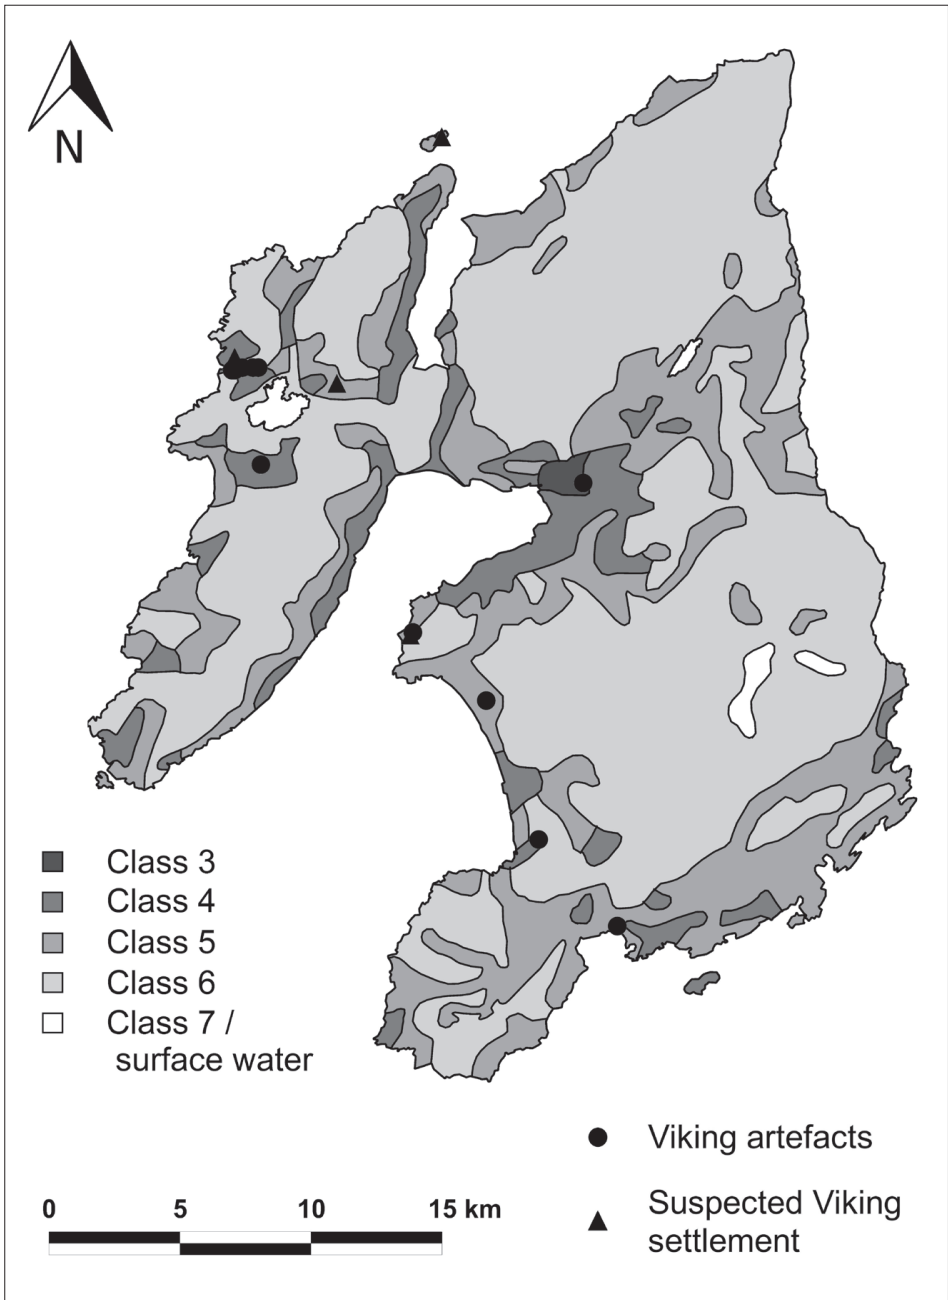 N
Class 3
Class 4
Class 5
Class 6
Class 7 /
surface water
Viking artefacts
Suspected Viking
settlement
0 5 10 15 km